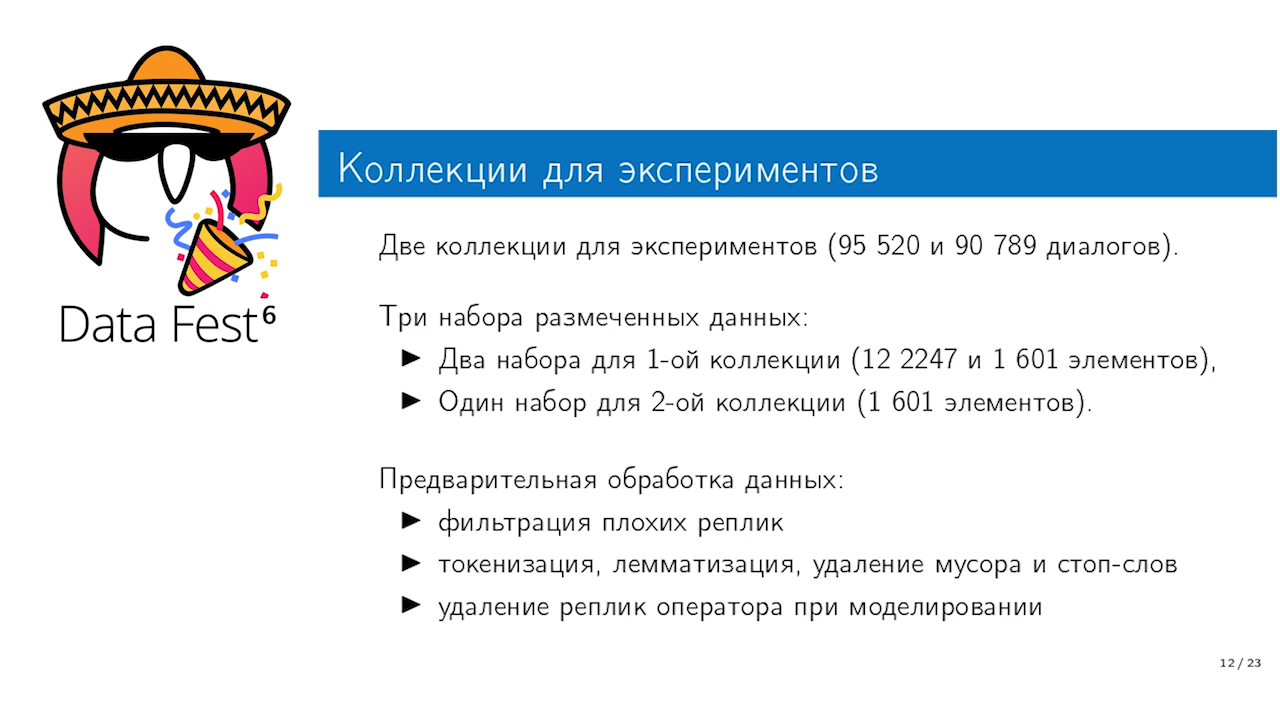 Data Fest⁶
Коллекции для экспериментов
Две коллекции для экспериментов (95 520 и 90 789 диалогов).
Три набора размеченных данных:
▶ Два набора для 1-ой коллекции (12 2247 и 1 601 элементов),
▶ Один набор для 2-ой коллекции (1 601 элементов).
Предварительная обработка данных:
▶ фильтрация плохих реплик
▶ токенизация, лемматизация, удаление мусора и стоп-слов
▶ удаление реплик оператора при моделировании
12 / 23